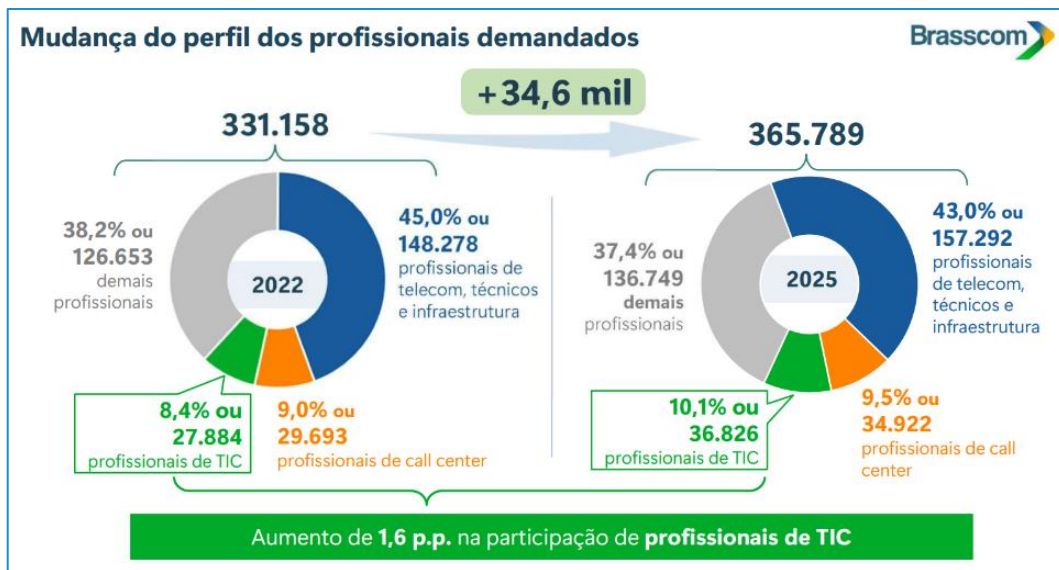 Mudança do perfil dos profissionais demandados
Brasscom
+34,6 mil
331.158
365.789
38,2% ou
126.653
demais
profissionais
2022
45,0% ou
148.278
profissionais de
telecom, técnicos
e infraestrutura
8,4% ou
27.884
profissionais de TIC
9,0% ou
29.693
profissionais de call center
37,4% ou
136.749
demais
profissionais
2025
43,0% ou
157.292
profissionais
de telecom,
técnicos e
infraestrutura
10,1% ou
36.826
profissionais de TIC
9,5% ou
34.922
profissionais de call
center
Aumento de 1,6 p.p. na participação de profissionais de TIC